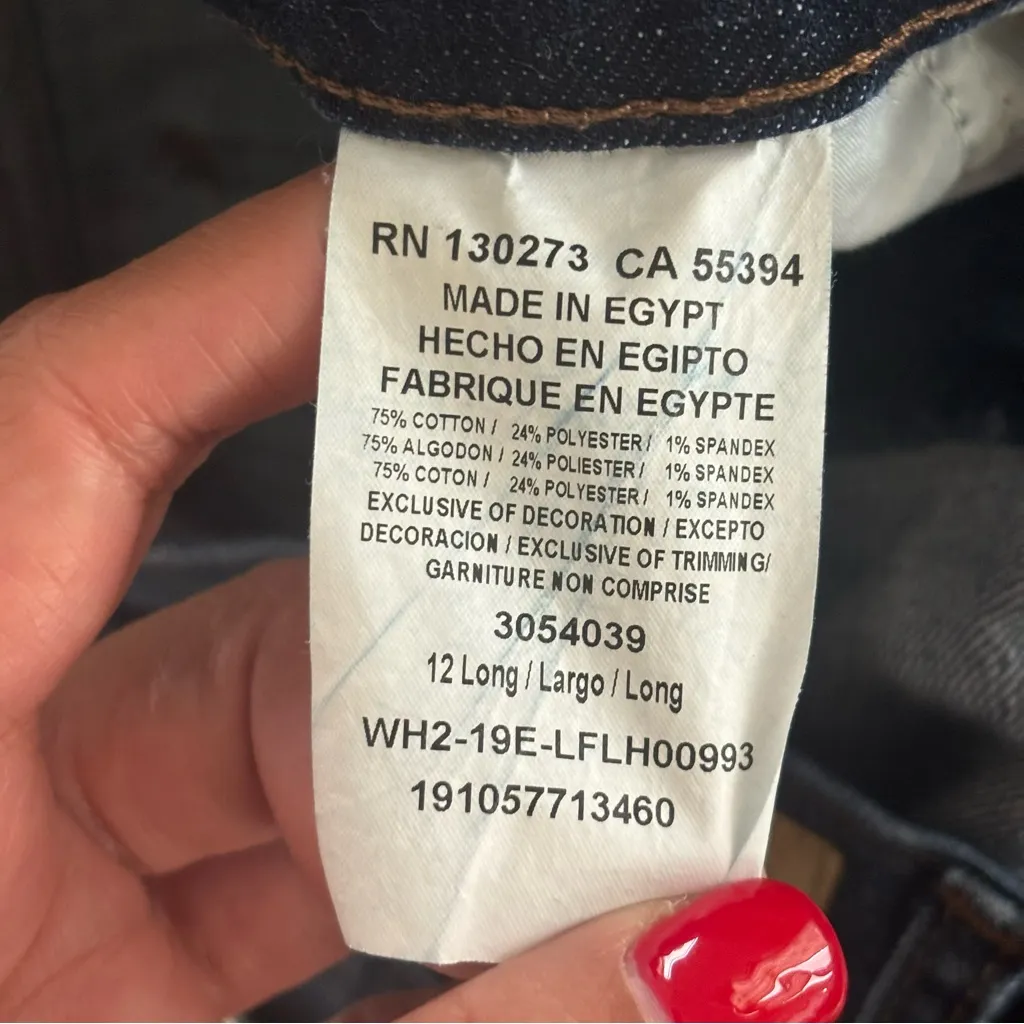 RN 130273 CA 55394
MADE IN EGYPT
HECHO EN EGIPTO
FABRIQUE EN EGYPTE
75% COTTON / 24% POLYESTER / 1% SPANDEX
75% ALGODON / 24% POLIESTER / 1% SPANDEX
75% COTON / 24% POLYESTER / 1% SPANDEX
EXCLUSIVE OF DECORATION / EXCEPTO
DECORACION / EXCLUSIVE OF TRIMMING/
GARNITURE NON COMPRISE
3054039
12 Long / Largo / Long
WH2-19E-LFLH00993
191057713460